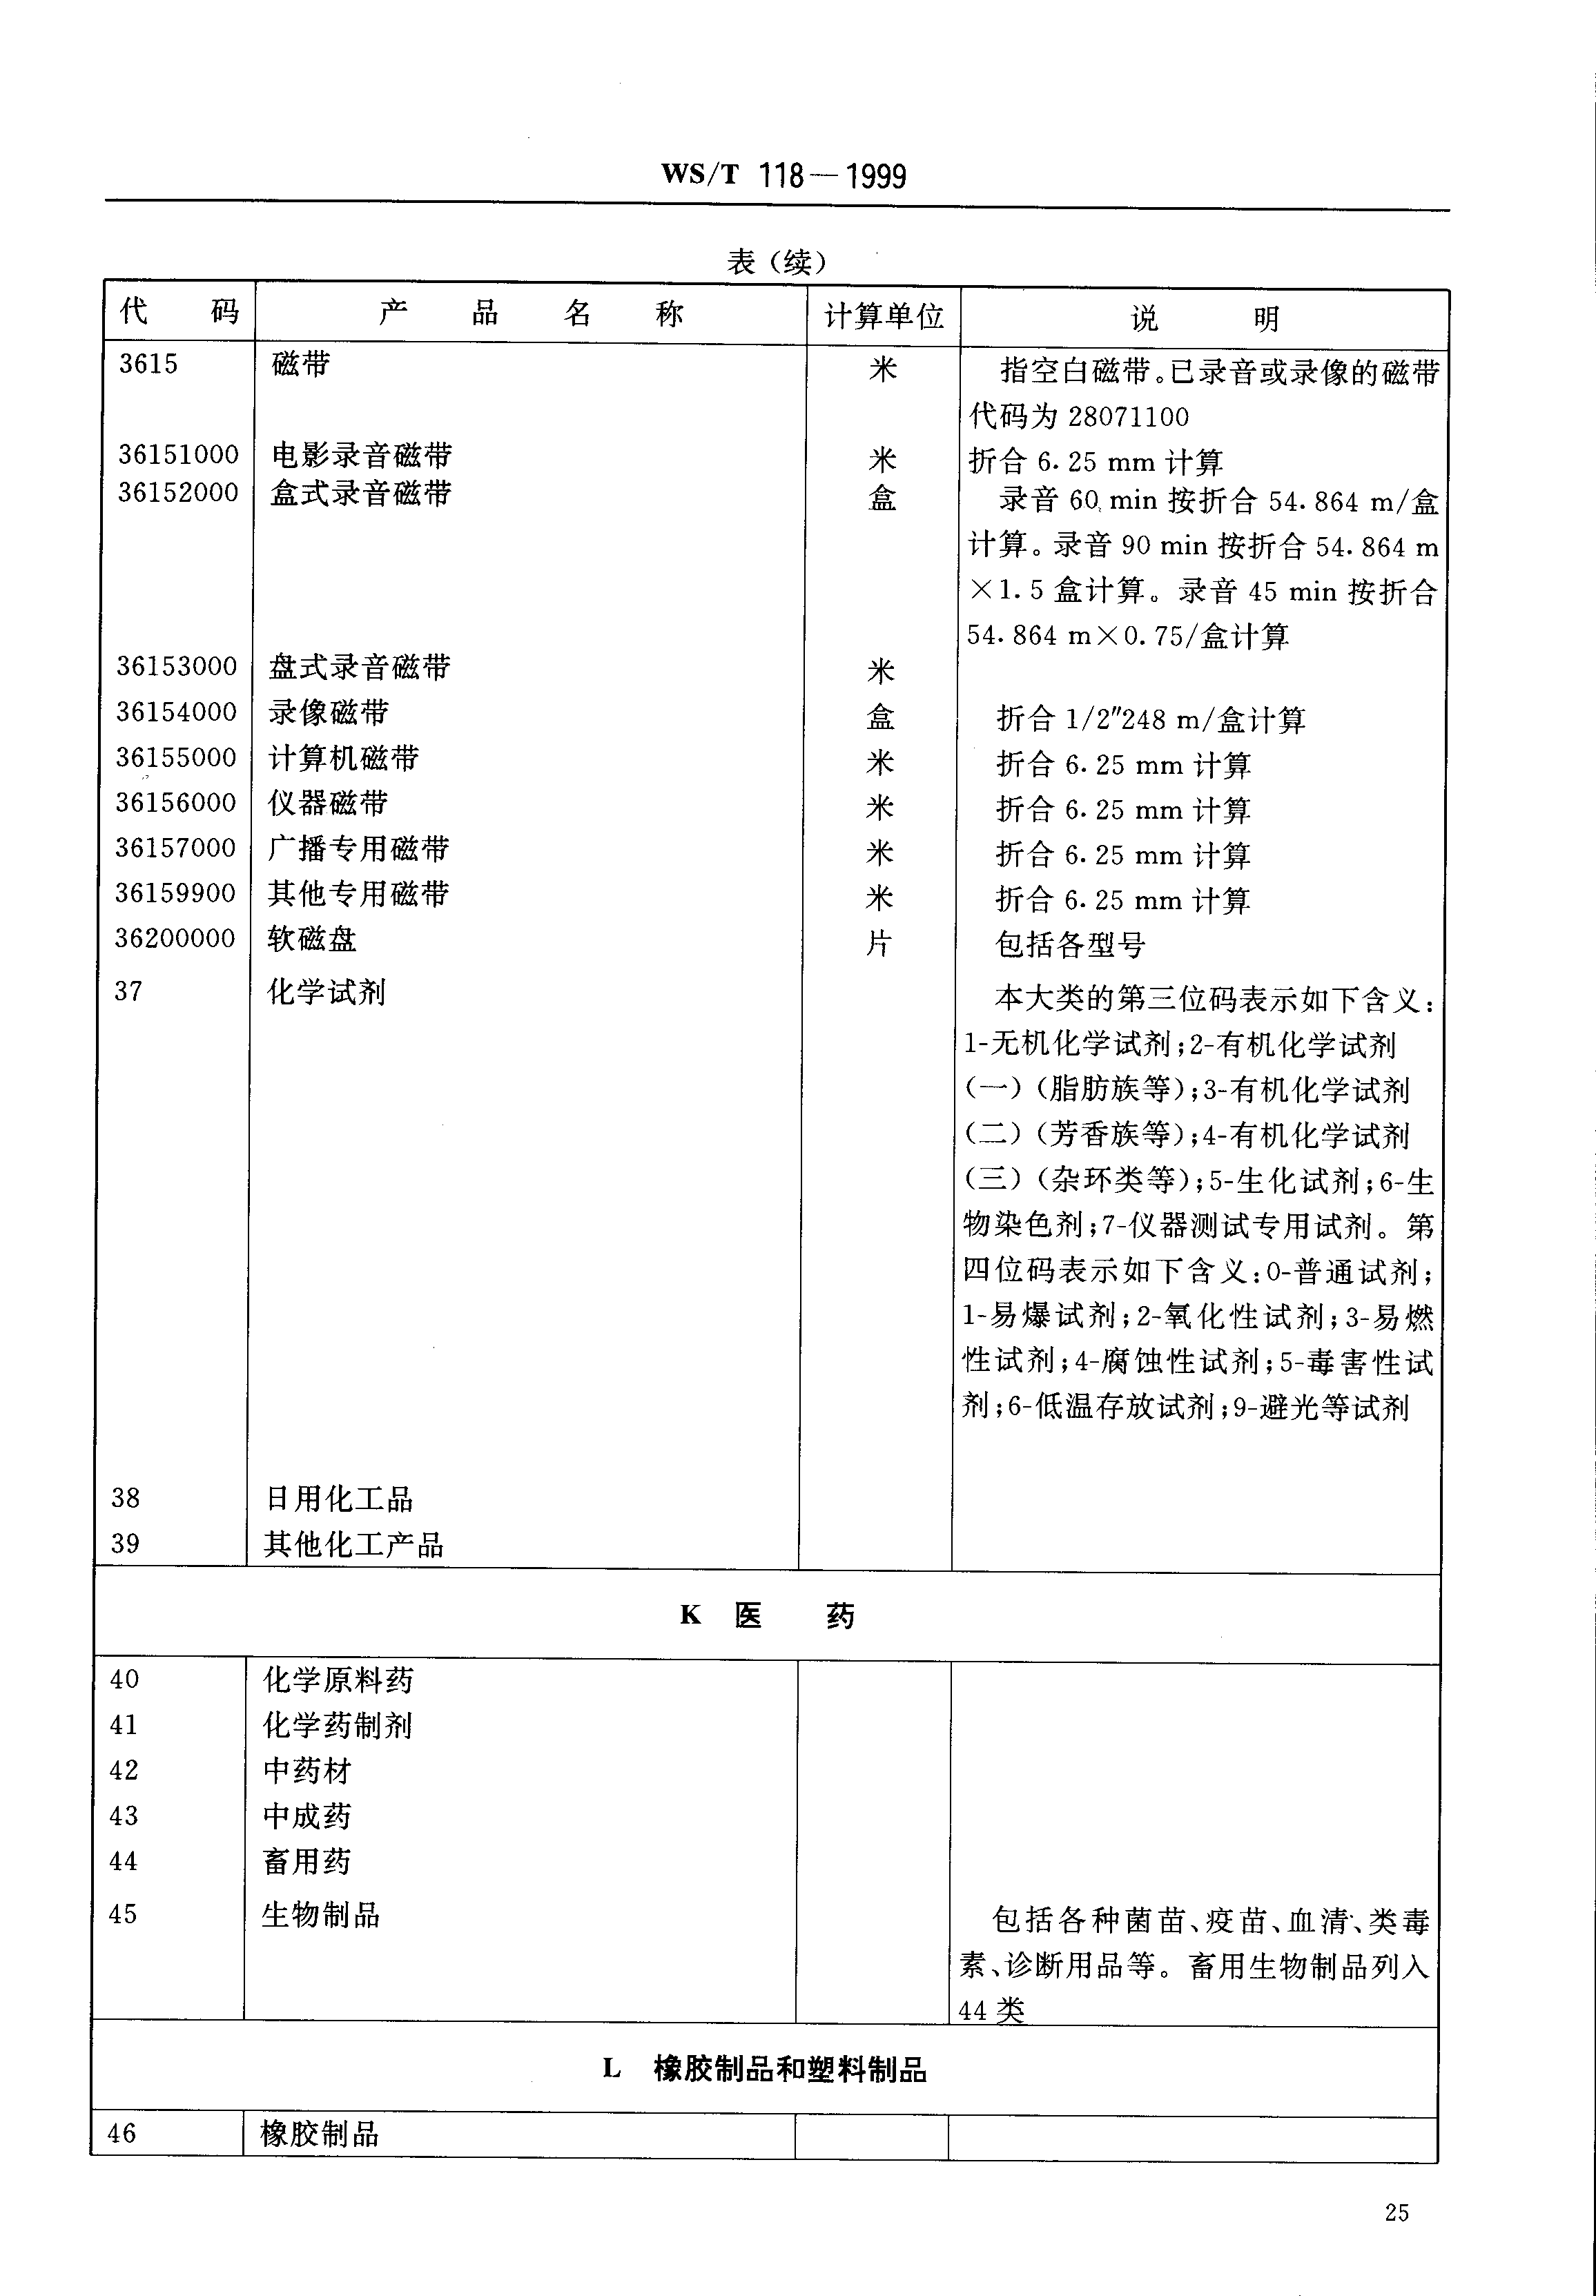 WS/T 118—1999
表（续）
代 码 产 品 名 称 计算单位 说 明
3615 磁带 米 指空白磁带。已录音或录像的磁带
代码为 28071100
36151000 电影录音磁带 米 折合 6.25 mm 计算
36152000 盒式录音磁带 盒 录音 60 min 按折合 54.864 m/盒
计算。录音 90 min 按折合 54.864 m
×1.5 盒计算。录音 45 min 按折合
54.864 m×0.75/盒计算
36153000 盘式录音磁带 米
36154000 录像磁带 盒 折合 1/2″248 m/盒计算
36155000 计算机磁带 米 折合 6.25 mm 计算
36156000 仪器磁带 米 折合 6.25 mm 计算
36157000 广播专用磁带 米 折合 6.25 mm 计算
36159900 其他专用磁带 米 折合 6.25 mm 计算
36200000 软磁盘 片 包括各型号
37 化学试剂 本大类的第三位码表示如下含义：
1-无机化学试剂；2-有机化学试剂
（一）（脂肪族等）；3-有机化学试剂
（二）（芳香族等）；4-有机化学试剂
（三）（杂环类等）；5-生化试剂；6-生
物染色剂；7-仪器测试专用试剂。第
四位码表示如下含义：0-普通试剂；
1-易爆试剂；2-氧化性试剂；3-易燃
性试剂；4-腐蚀性试剂；5-毒害性试
剂；6-低温存放试剂；9-避光等试剂
38 日用化工品
39 其他化工产品
K 医 药
40 化学原料药
41 化学药制剂
42 中药材
43 中成药
44 畜用药
45 生物制品 包括各种菌苗、疫苗、血清、类毒
素、诊断用品等。畜用生物制品列入
44 类
L 橡胶制品和塑料制品
46 橡胶制品
25